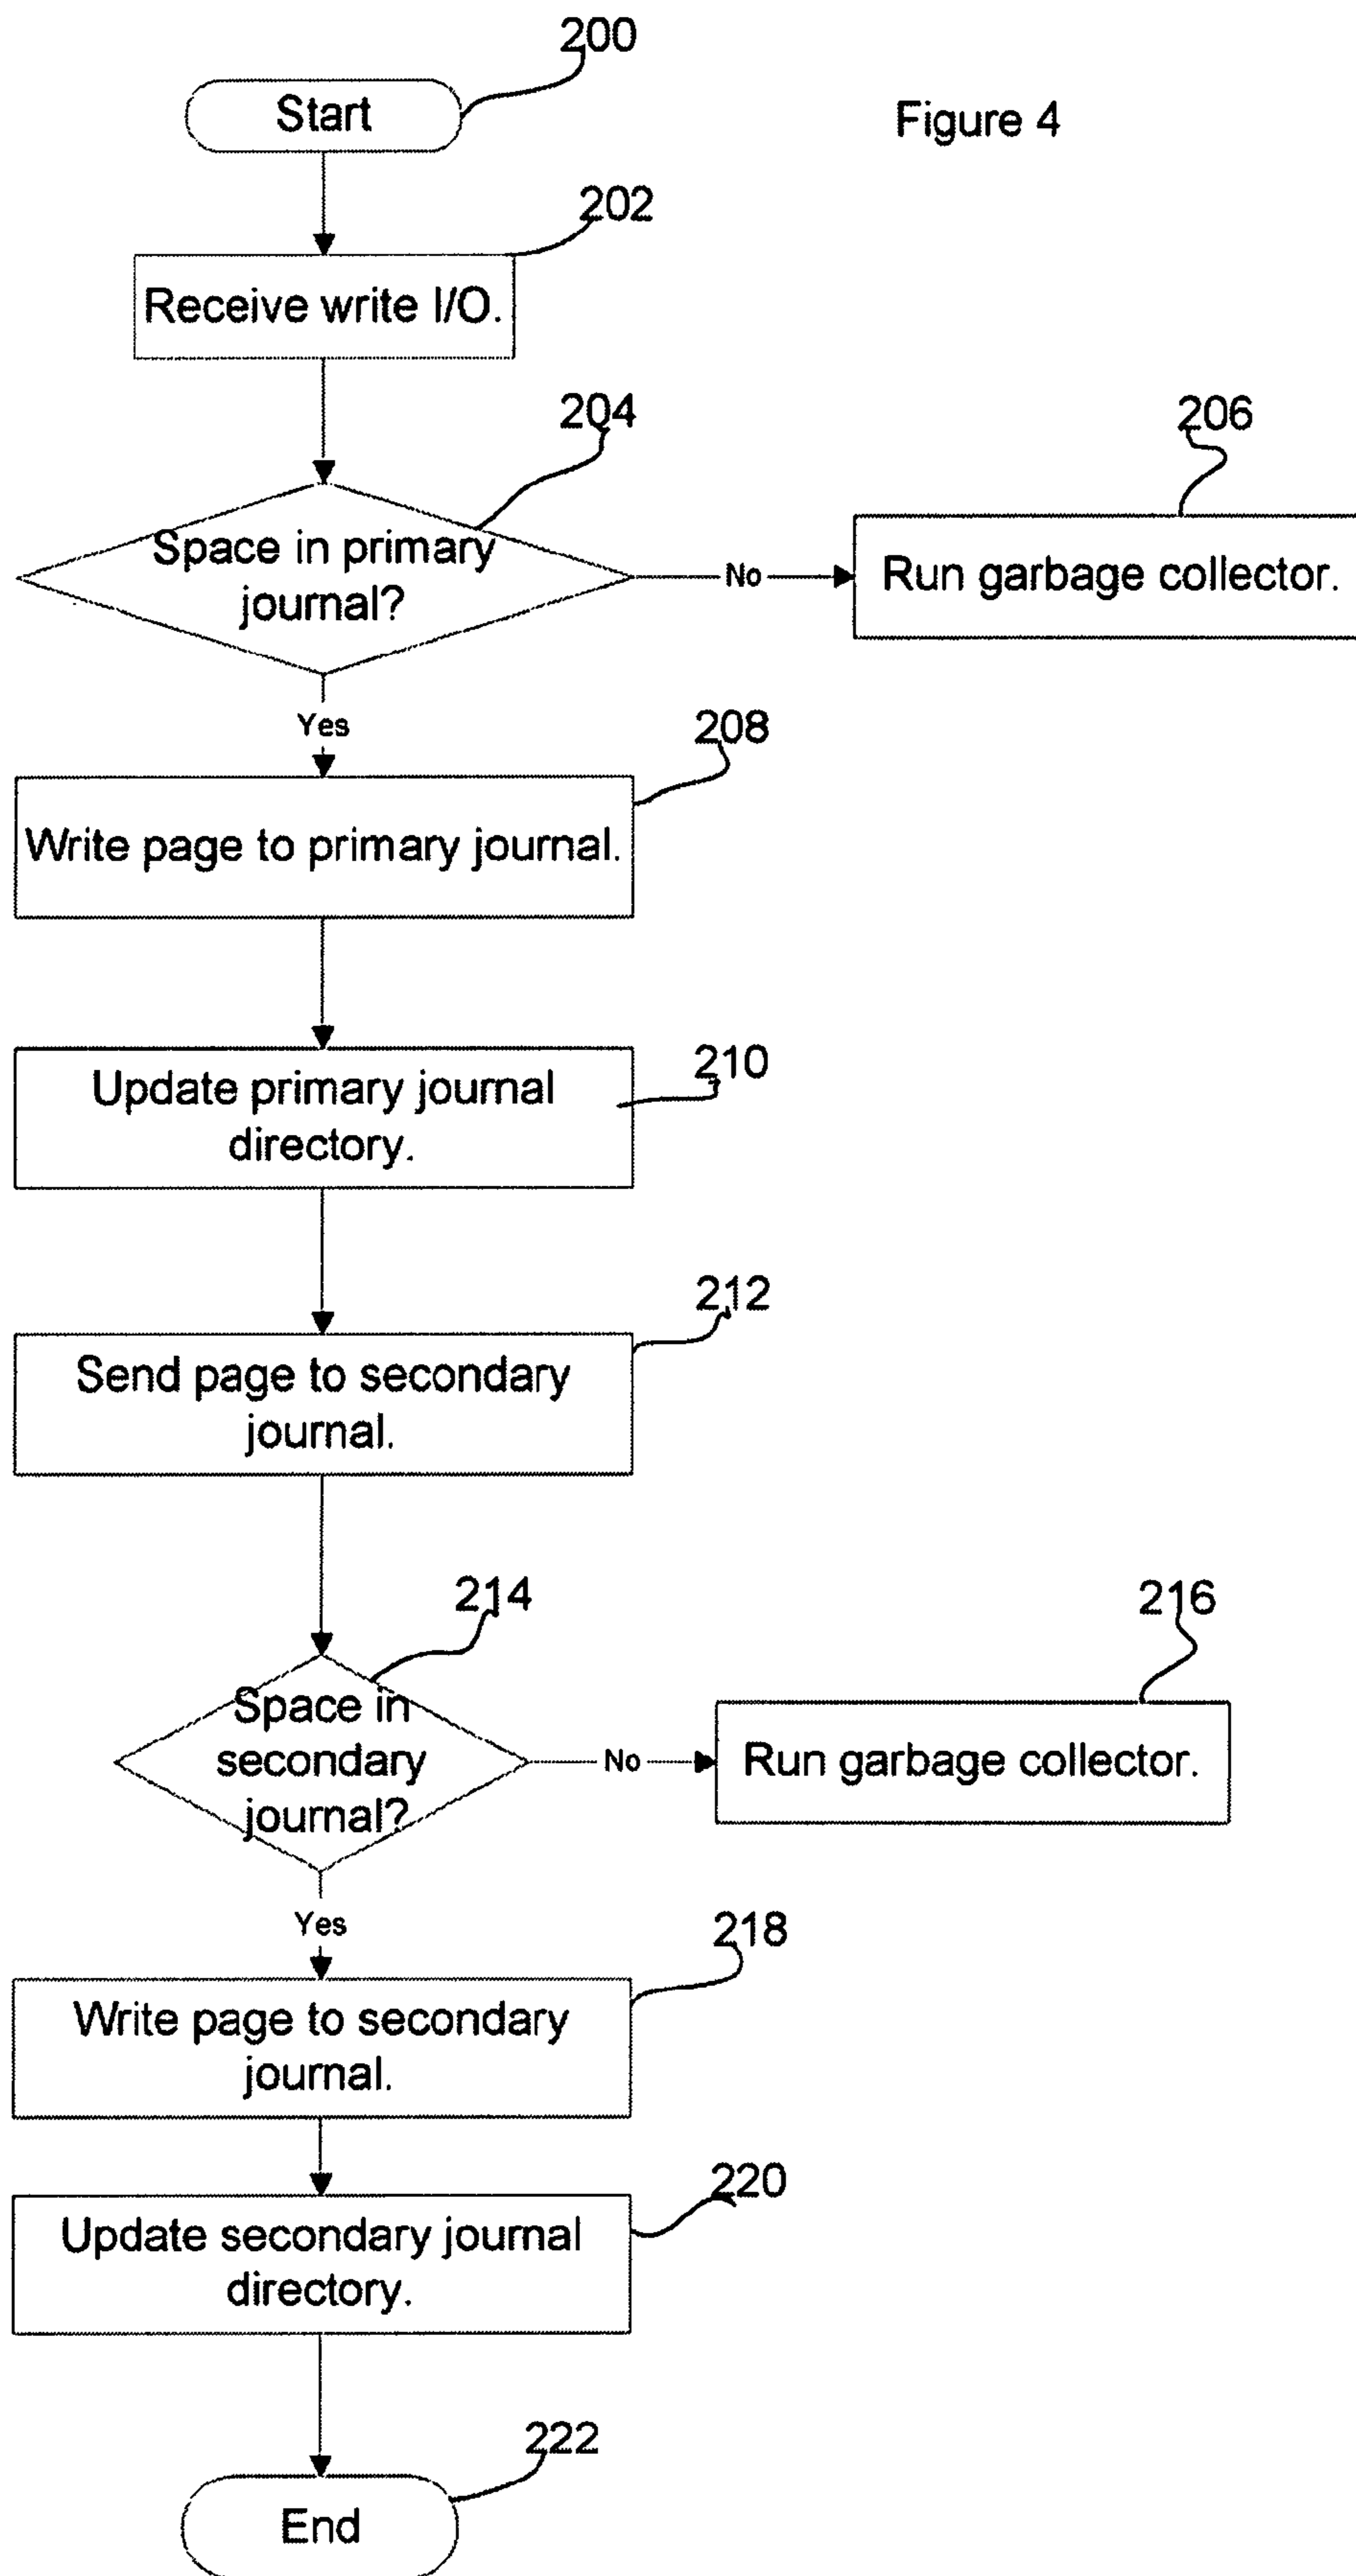 200
Start
Figure 4
202
Receive write I/O.
204
206
Space in primary
journal?
No
Run garbage collector.
Yes
208
Write page to primary journal.
210
Update primary journal
directory.
212
Send page to secondary
journal.
214
216
Space in
secondary
journal?
No
Run garbage collector.
Yes
218
Write page to secondary
journal.
220
Update secondary journal
directory.
222
End